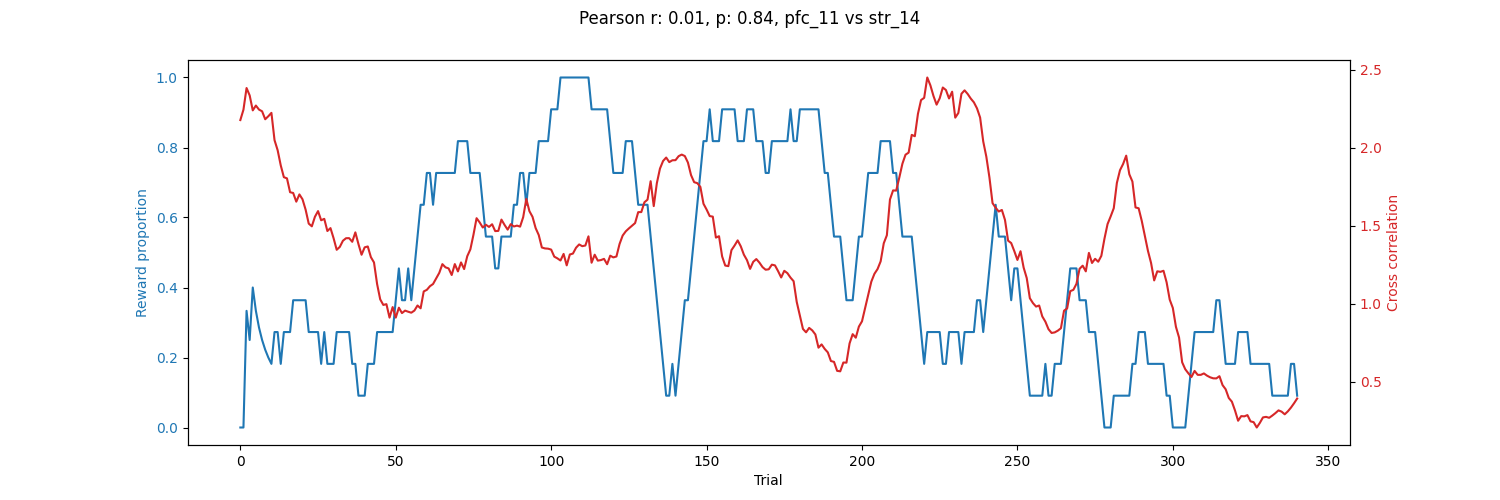 Pearson r: 0.01, p: 0.84, pfc_11 vs str_14
1.0
0.8
0.6
0.4
0.2
0.0
Reward proportion
2.5
2.0
1.5
1.0
0.5
Cross correlation
0 50 100 150 200 250 300 350
Trial